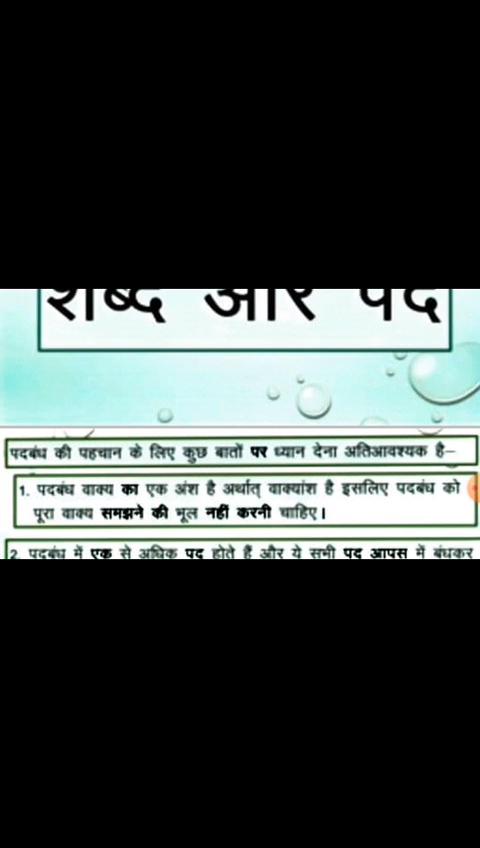 शब्द और पद
पदबंध की पहचान के लिए कुछ बातों पर ध्यान देना अतिआवश्यक है–
1. पदबंध वाक्य का एक अंश है अर्थात् वाक्यांश है इसलिए पदबंध को
पूरा वाक्य समझने की भूल नहीं करनी चाहिए।
2. पदबंध में एक से अधिक पद होते हैं और ये सभी पद आपस में बंधकर